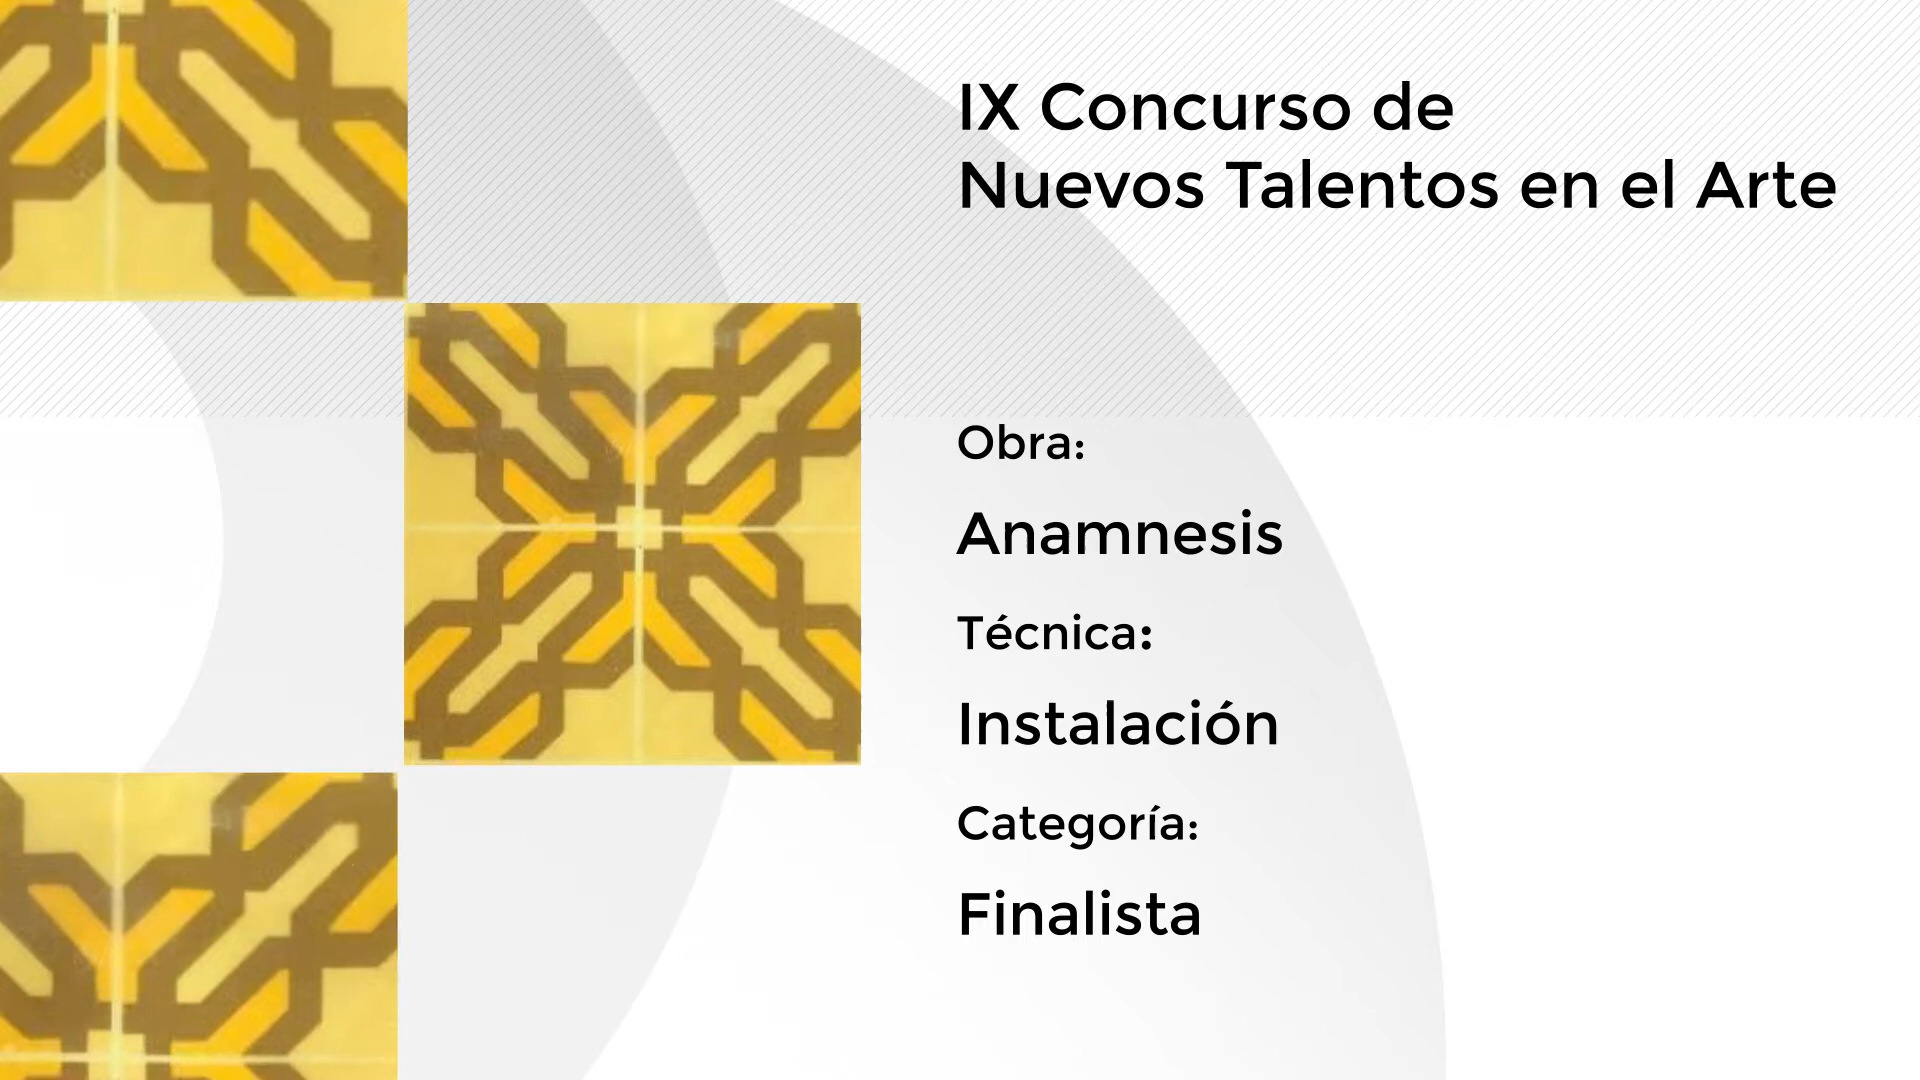 IX Concurso de
Nuevos Talentos en el Arte
Obra:
Anamnesis
Técnica:
Instalación
Categoría:
Finalista